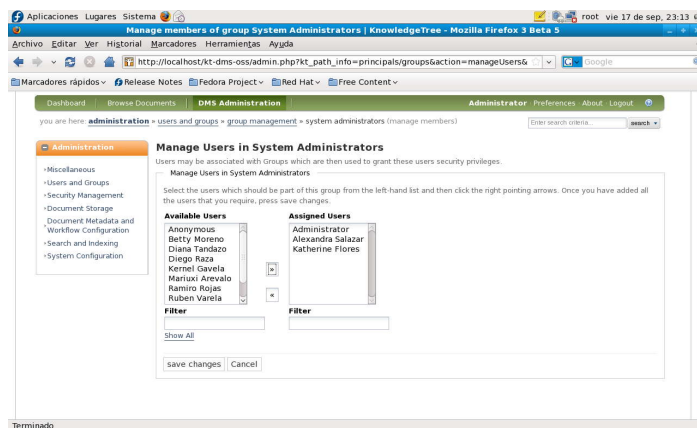 Aplicaciones Lugares Sistema root vie 17 de sep, 23:13
Manage members of group System Administrators | KnowledgeTree - Mozilla Firefox 3 Beta 5
Archivo Editar Ver Historial Marcadores Herramientas Ayuda
http://localhost/kt-dms-oss/admin.php?kt_path_info=principals/groups&action=manageUsers& Google
Marcadores rápidos Release Notes Fedora Project Red Hat Free Content
Dashboard Browse Documents DMS Administration Administrator · Preferences · About · Logout
you are here: administration » users and groups » group management » system administrators (manage members) Enter search criteria... search
Administration
Miscellaneous
Users and Groups
Security Management
Document Storage
Document Metadata and
Workflow Configuration
Search and Indexing
System Configuration
Manage Users in System Administrators
Users may be associated with Groups which are then used to grant these users security privileges.
Manage Users in System Administrators
Select the users which should be part of this group from the left-hand list and then click the right pointing arrows. Once you have added all
the users that you require, press save changes.
Available Users Assigned Users
Anonymous Administrator
Betty Moreno Alexandra Salazar
Diana Tandazo Katherine Flores
Diego Raza
Kernel Gavela
Mariuxi Arevalo
Ramiro Rojas
Ruben Varela
»
«
Filter Filter
Show All
save changes Cancel
Terminado